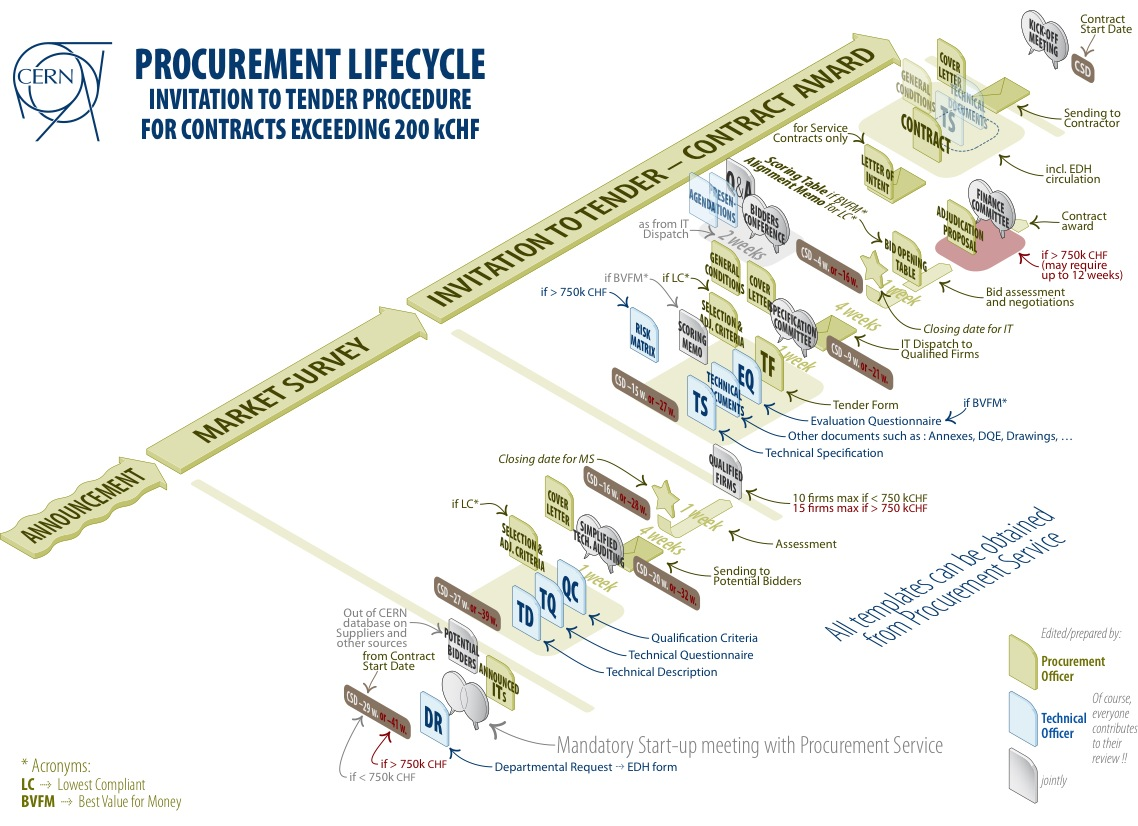 CERN
PROCUREMENT LIFECYCLE
INVITATION TO TENDER PROCEDURE
FOR CONTRACTS EXCEEDING 200 kCHF
ANNOUNCEMENT
MARKET SURVEY
INVITATION TO TENDER – CONTRACT AWARD
KICK-OFF
MEETING
Contract
Start Date
CSD
COVER
LETTER
GENERAL
CONDITIONS
TECHNICAL
DOCUMENTS
TS
CONTRACT
Sending to
Contractor
for Service
Contracts only
LETTER OF
INTENT
incl. EDH
circulation
Scoring Table if BVFM*
Alignment Memo for LC*
FINANCE
COMMITTEE
ADJUDICATION
PROPOSAL
Contract
award
if > 750k CHF
(may require
up to 12 weeks)
Q&A
AGENDA
PRESEN-
TATIONS
BIDDERS
CONFERENCE
as from IT
Dispatch
2 weeks
CSD –4 w. or –16 w.
BID OPENING
TABLE
1 week
Bid assessment
and negotiations
Closing date for IT
4 weeks
IT Dispatch to
Qualified Firms
if BVFM*
if LC*
if > 750k CHF
GENERAL
CONDITIONS
COVER
LETTER
SELECTION &
ADJ. CRITERIA
SPECIFICATION
COMMITTEE
RISK
MATRIX
SCORING
MEMO
1 week
CSD –9 w. or –21 w.
TF
EQ
TECHNICAL
DOCUMENTS
TS
CSD –15 w. or –27 w.
Tender Form
Evaluation Questionnaire
if BVFM*
Other documents such as : Annexes, DQE, Drawings, …
Technical Specification
QUALIFIED
FIRMS
10 firms max if < 750 kCHF
15 firms max if > 750 kCHF
Closing date for MS
CSD –16 w. or –28 w.
1 week
Assessment
if LC*
COVER
LETTER
SELECTION &
ADJ. CRITERIA
SIMPLIFIED
TECH. AUDITING
4 weeks
1 week
CSD –20 w. or –32 w.
Sending to
Potential Bidders
QC
TQ
TD
CSD –27 w. or –39 w.
Qualification Criteria
Technical Questionnaire
Technical Description
Out of CERN
database on
Suppliers and
other sources
POTENTIAL
BIDDERS
ANNOUNCED
ITs
from Contract
Start Date
CSD –29 w. or –41 w.
DR
Mandatory Start-up meeting with Procurement Service
Departmental Request → EDH form
if > 750k CHF
if < 750k CHF
All templates can be obtained
from Procurement Service
Edited/prepared by:
Procurement
Officer
Technical
Officer
Of course,
everyone
contributes
to their
review !!
jointly
* Acronyms:
LC ⇢ Lowest Compliant
BVFM ⇢ Best Value for Money